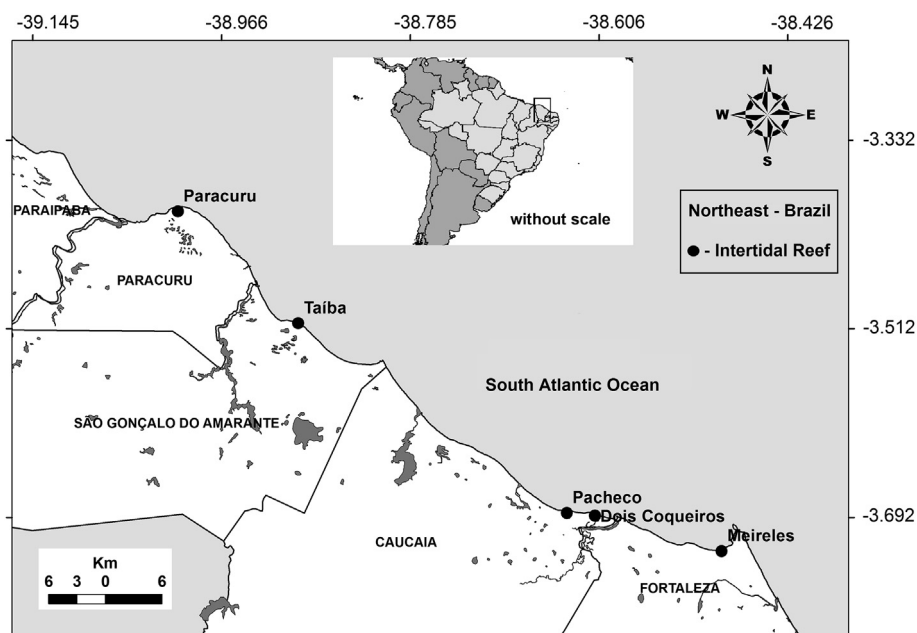 -39.145 -38.966 -38.785 -38.606 -38.426
N
W E
S
-3.332
Paracuru
PARAIPABA
without scale
Northeast - Brazil
- Intertidal Reef
PARACURU
Taíba
-3.512
South Atlantic Ocean
SÃO GONÇALO DO AMARANTE
Pacheco
Dois Coqueiros
-3.692
Meireles
CAUCAIA
Km
6 3 0 6
FORTALEZA